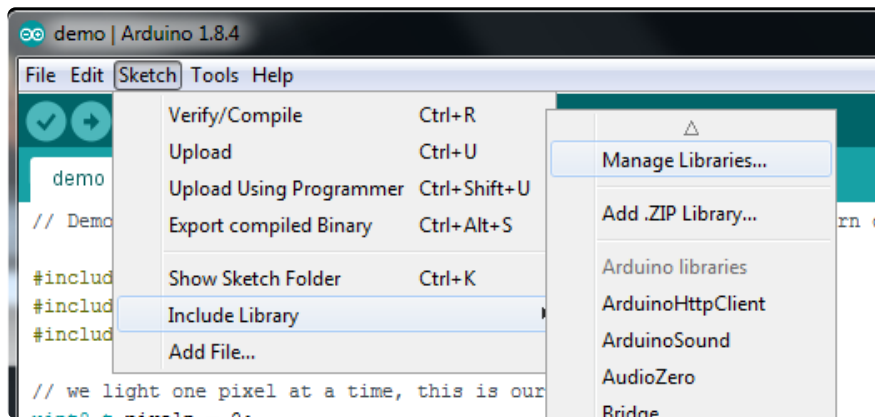 demo | Arduino 1.8.4
File Edit Sketch Tools Help
Verify/Compile Ctrl+R
Upload Ctrl+U
Upload Using Programmer Ctrl+Shift+U
Export compiled Binary Ctrl+Alt+S
Show Sketch Folder Ctrl+K
Include Library
Add File...
Manage Libraries...
Add .ZIP Library...
Arduino libraries
ArduinoHttpClient
ArduinoSound
AudioZero
Bridge
demo
// Demo
#includ
#includ
#includ
// we light one pixel at a time, this is our